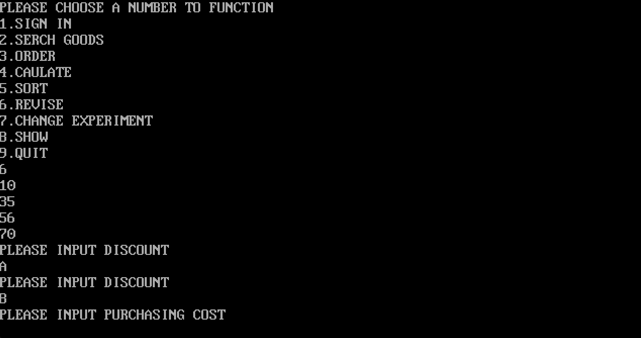 PLEASE CHOOSE A NUMBER TO FUNCTION
1.SIGN IN
2.SERCH GOODS
3.ORDER
4.CAULATE
5.SORT
6.REVISE
7.CHANGE EXPERIMENT
8.SHOW
9.QUIT
6
10
35
56
70
PLEASE INPUT DISCOUNT
A
PLEASE INPUT DISCOUNT
B
PLEASE INPUT PURCHASING COST